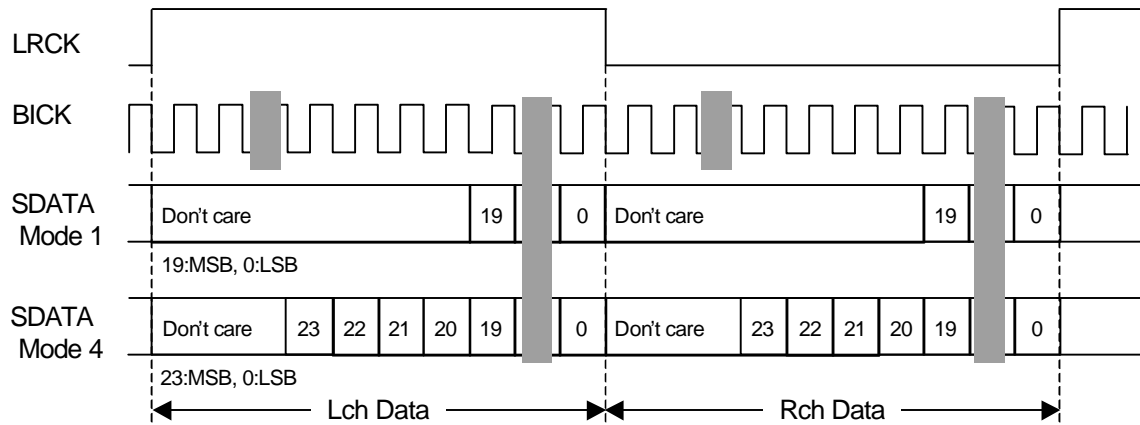 LRCK
BICK
SDATA
Mode 1
Don't care 19 0 Don't care 19 0
19:MSB, 0:LSB
SDATA
Mode 4
Don't care 23 22 21 20 19 0 Don't care 23 22 21 20 19 0
23:MSB, 0:LSB
Lch Data Rch Data